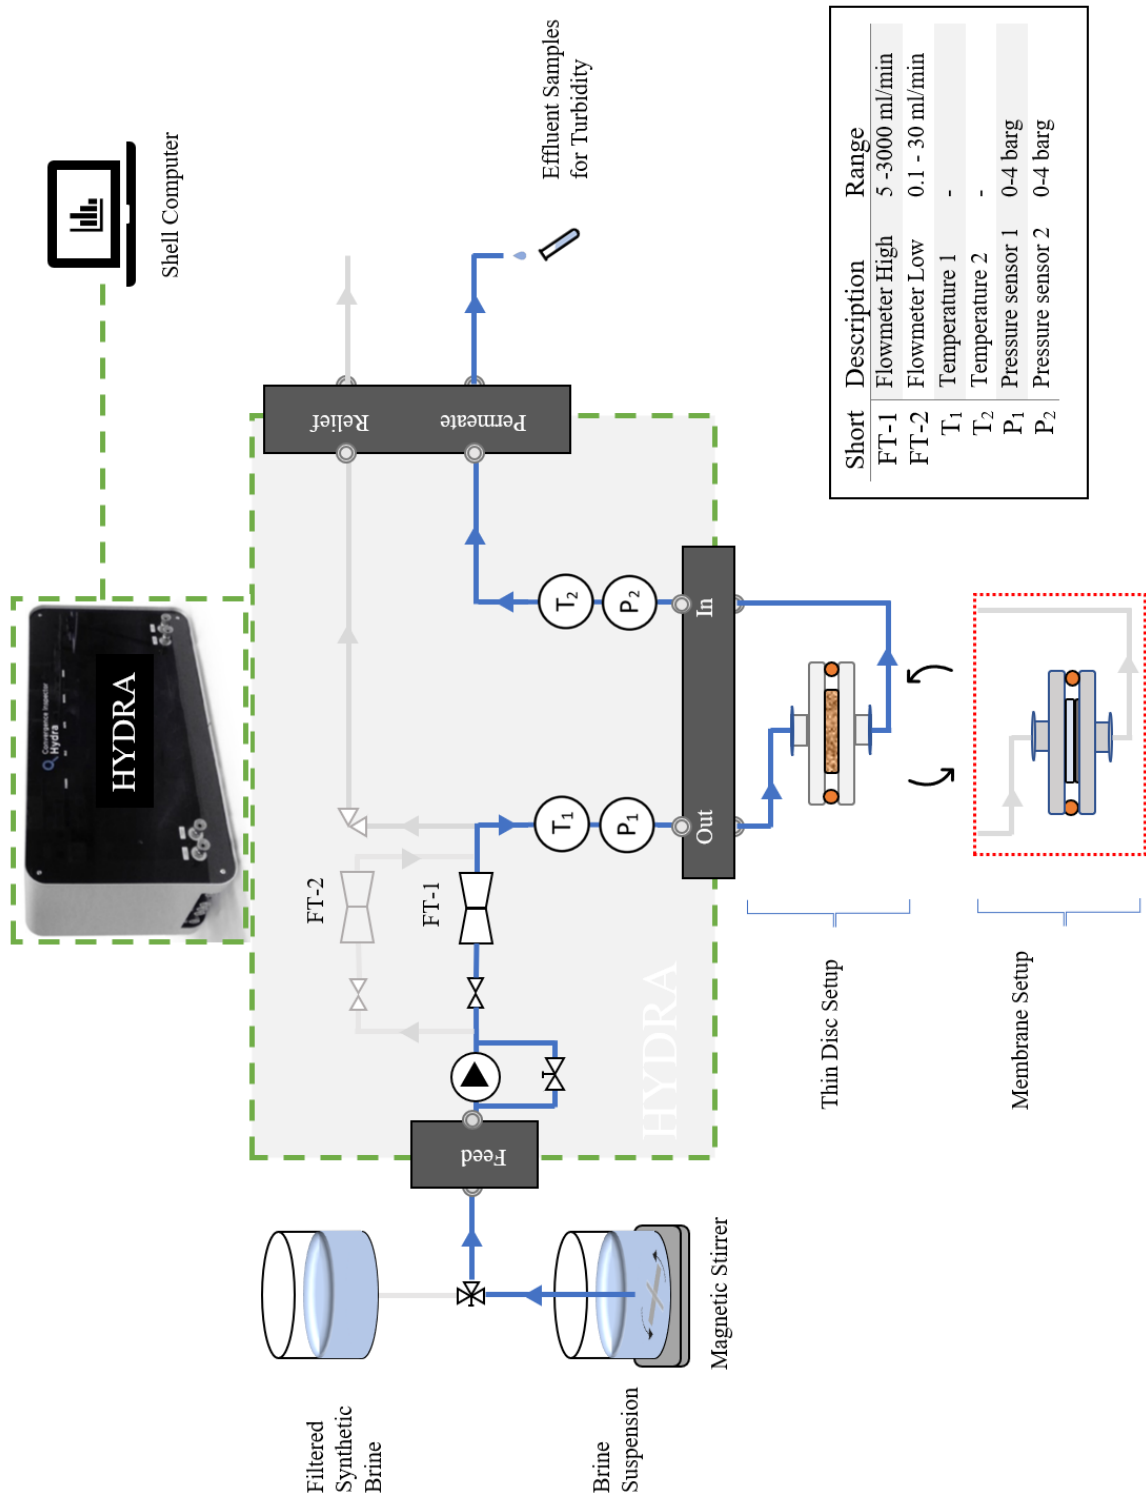 Shell Computer
Convergence Inspector
Hydra
HYDRA
Filtered
Synthetic
Brine
Brine
Suspension
Magnetic Stirrer
Feed
FT-2
FT-1
T₁
P₁
T₂
P₂
Out
In
HYDRA
Relief
Permeate
Effluent Samples
for Turbidity
Thin Disc Setup
Membrane Setup
Short Description Range
FT-1 Flowmeter High 5 -3000 ml/min
FT-2 Flowmeter Low 0.1 - 30 ml/min
T₁ Temperature 1 -
T₂ Temperature 2 -
P₁ Pressure sensor 1 0-4 barg
P₂ Pressure sensor 2 0-4 barg